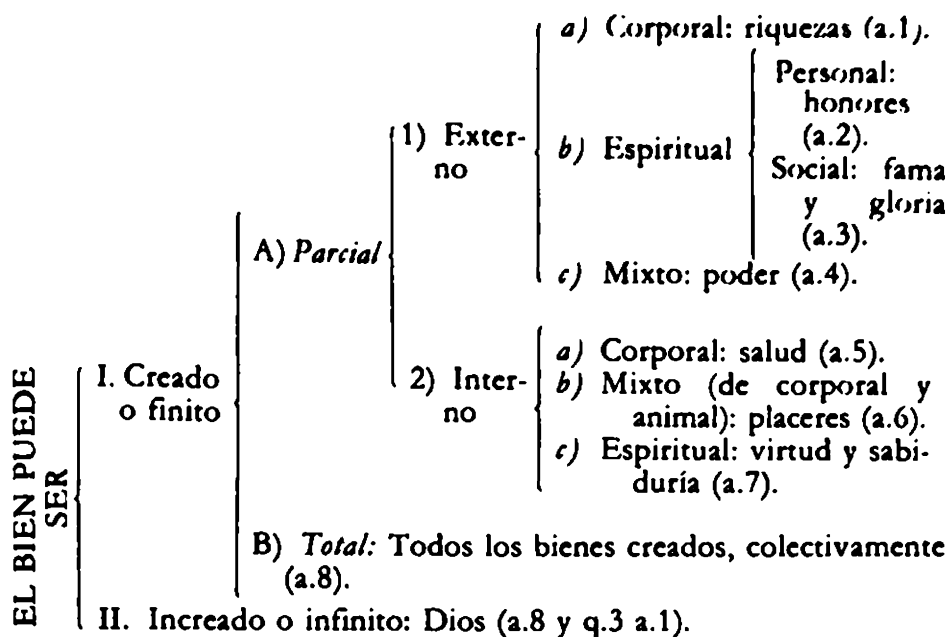 EL BIEN PUEDE
SER
I. Creado
o finito
A) Parcial
1) Exter-
no
a) Corporal: riquezas (a.1).
b) Espiritual
Personal:
honores
(a.2).
Social: fama
y gloria
(a.3).
c) Mixto: poder (a.4).
2) Inter-
no
a) Corporal: salud (a.5).
b) Mixto (de corporal y
animal): placeres (a.6).
c) Espiritual: virtud y sabi-
duría (a.7).
B) Total: Todos los bienes creados, colectivamente
(a.8).
II. Increado o infinito: Dios (a.8 y q.3 a.1).